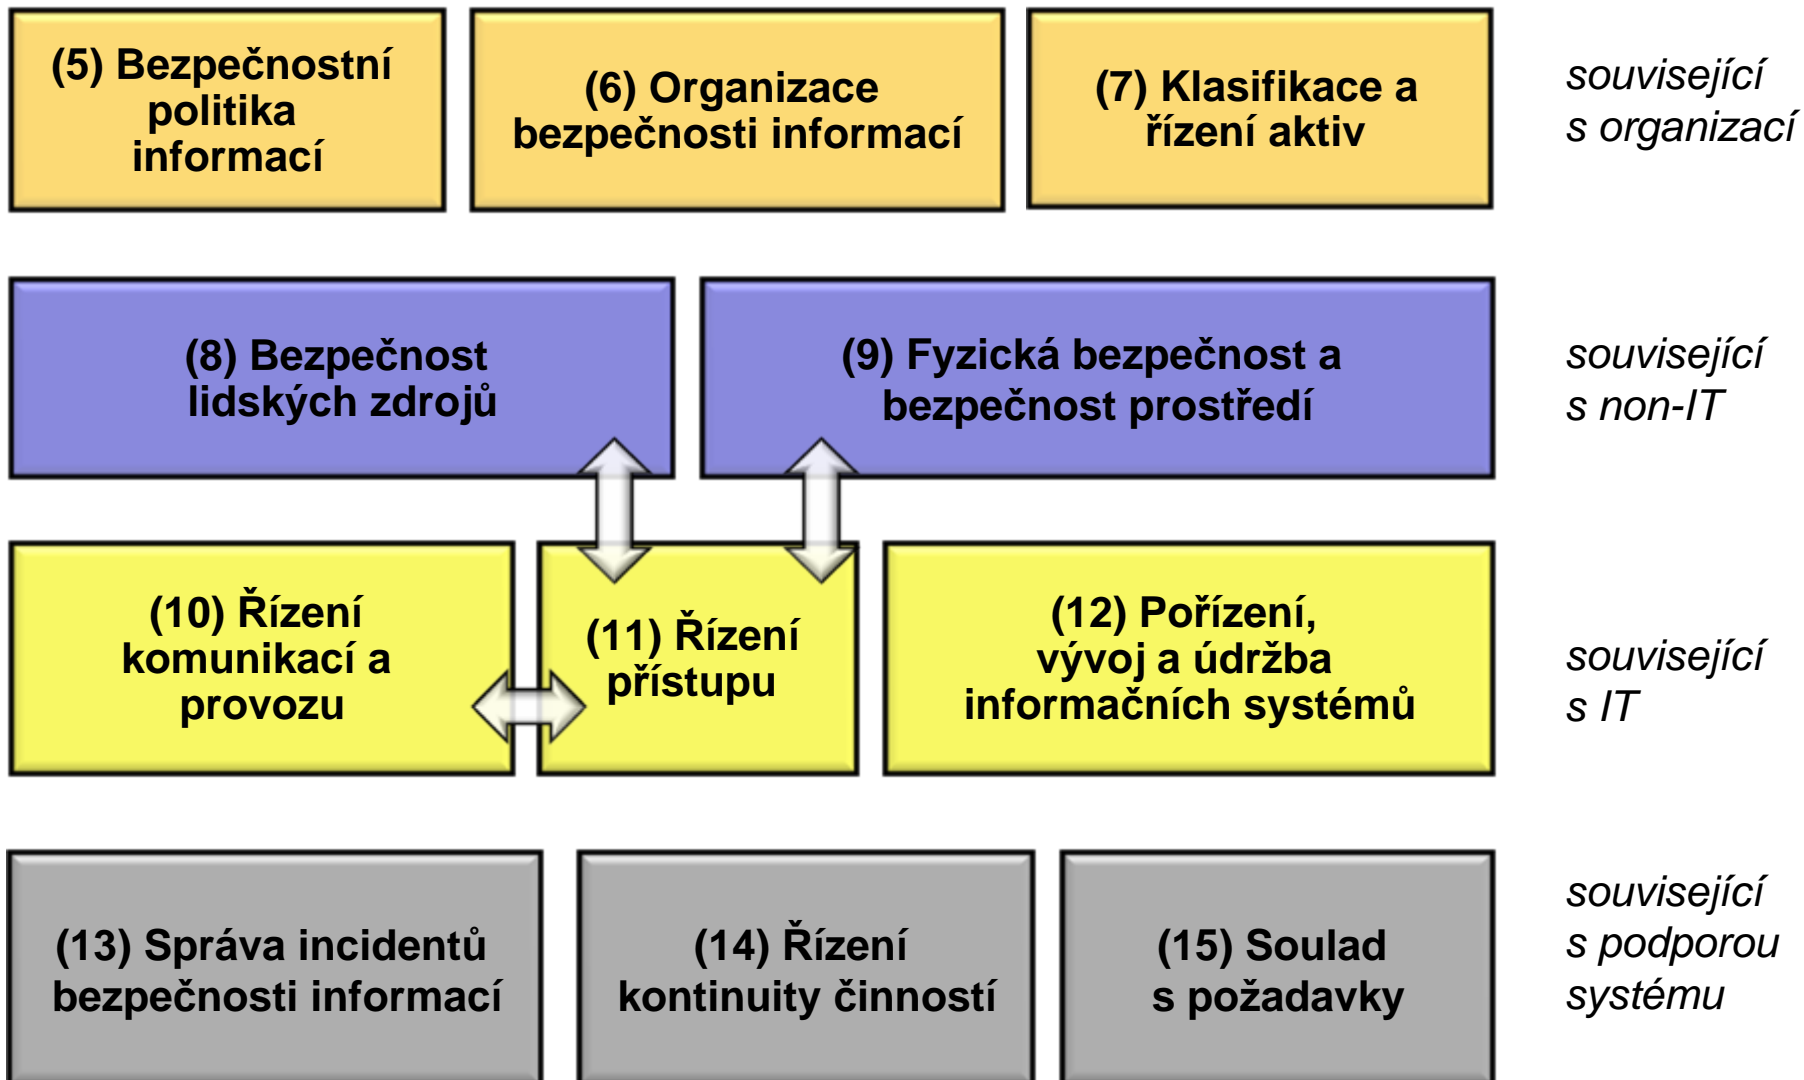 (5) Bezpečnostní
politika
informací
(6) Organizace
bezpečnosti informací
(7) Klasifikace a
řízení aktiv
související
s organizací
(8) Bezpečnost
lidských zdrojů
(9) Fyzická bezpečnost a
bezpečnost prostředí
související
s non-IT
(10) Řízení
komunikací a
provozu
(11) Řízení
přístupu
(12) Pořízení,
vývoj a údržba
informačních systémů
související
s IT
(13) Správa incidentů
bezpečnosti informací
(14) Řízení
kontinuity činností
(15) Soulad
s požadavky
související
s podporou
systému